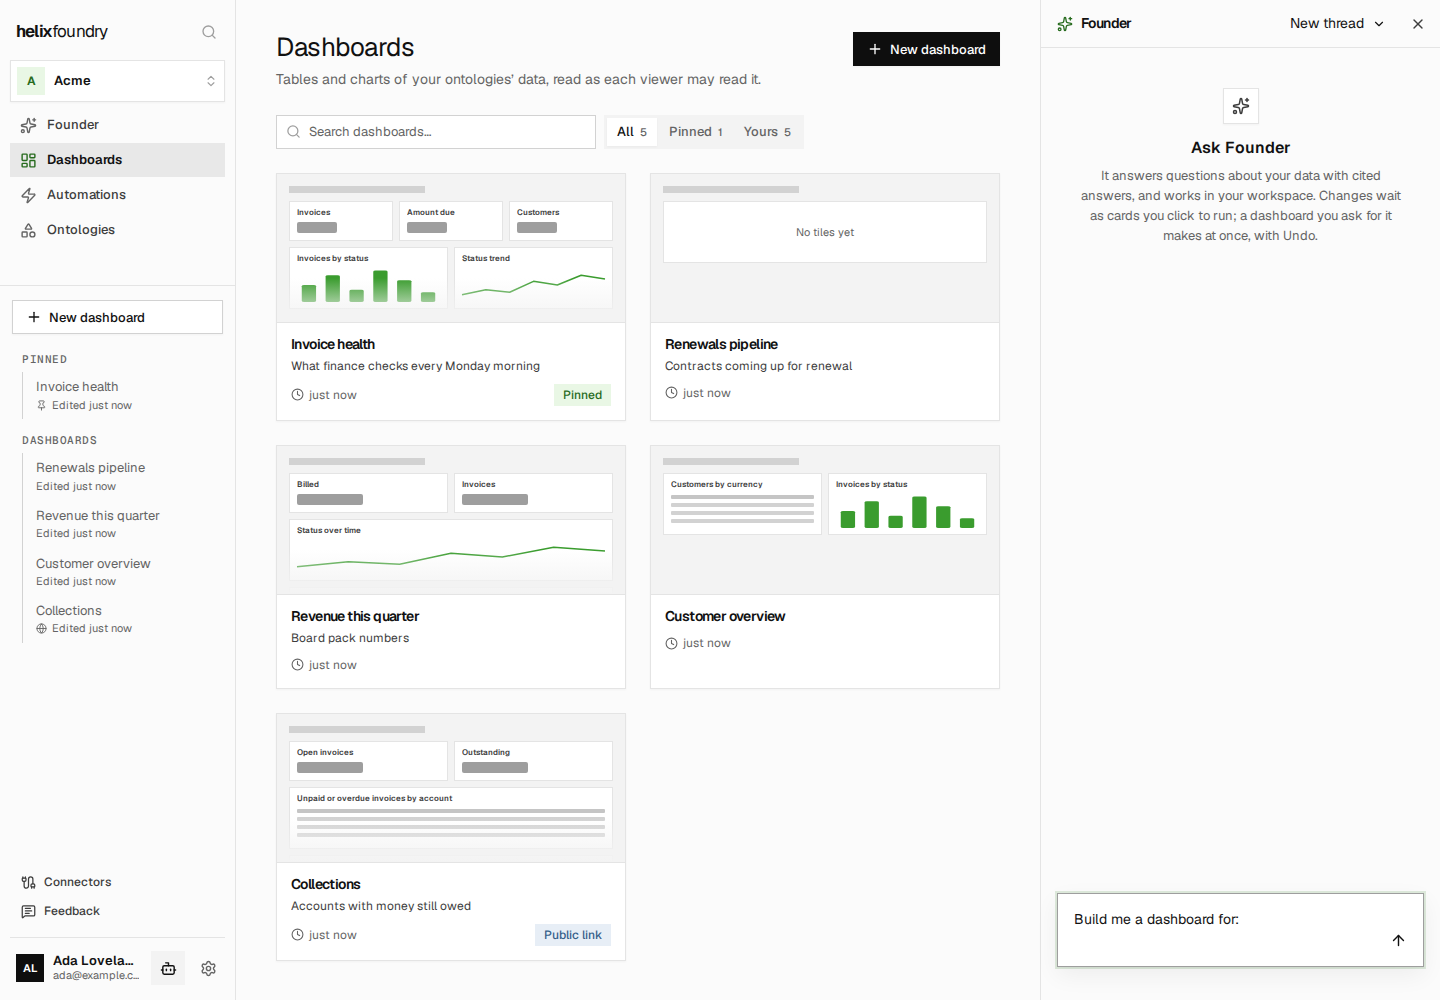 helixfoundry
A Acme
Founder
Dashboards
Automations
Ontologies
New dashboard
PINNED
Invoice health
Edited just now
DASHBOARDS
Renewals pipeline
Edited just now
Revenue this quarter
Edited just now
Customer overview
Edited just now
Collections
Edited just now
Connectors
Feedback
AL
Ada Lovela...
ada@example.c...
Dashboards
New dashboard
Tables and charts of your ontologies' data, read as each viewer may read it.
Search dashboards...
All 5 Pinned 1 Yours 5
Invoices Amount due Customers
Invoices by status Status trend
Invoice health
What finance checks every Monday morning
just now Pinned
No tiles yet
Renewals pipeline
Contracts coming up for renewal
just now
Billed Invoices
Status over time
Revenue this quarter
Board pack numbers
just now
Customers by currency Invoices by status
Customer overview
just now
Open invoices Outstanding
Unpaid or overdue invoices by account
Collections
Accounts with money still owed
just now Public link
Founder New thread
Ask Founder
It answers questions about your data with cited
answers, and works in your workspace. Changes wait
as cards you click to run; a dashboard you ask for it
makes at once, with Undo.
Build me a dashboard for: